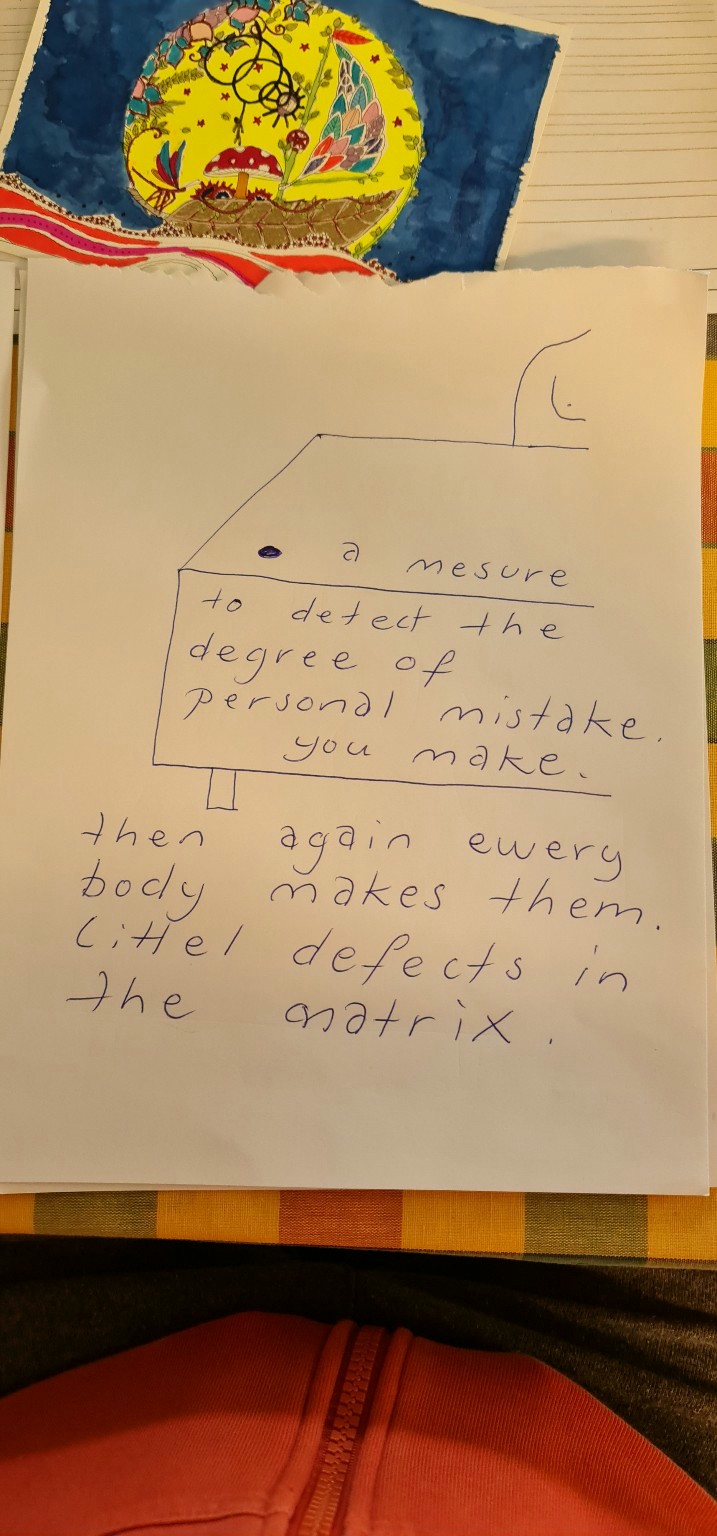 a mesure
to detect the
degree of
personal mistake.
you make.
then again ewery
body makes them.
Littel defects in
the matrix.